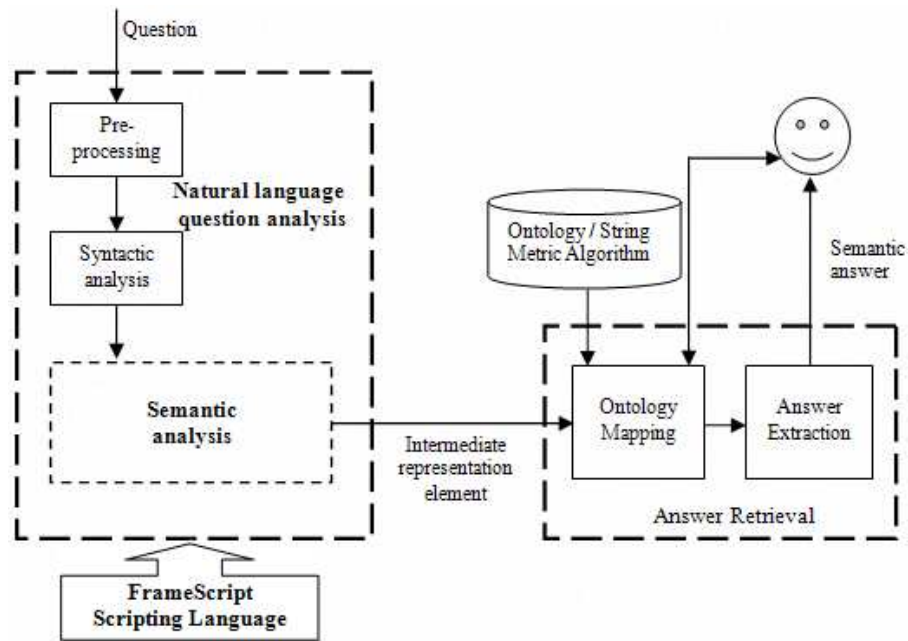 Question
Pre-
processing
Natural language
question analysis
Syntactic
analysis
Semantic
analysis
FrameScript
Scripting Language
Intermediate
representation
element
Ontology / String
Metric Algorithm
Ontology
Mapping
Answer
Extraction
Answer Retrieval
Semantic
answer